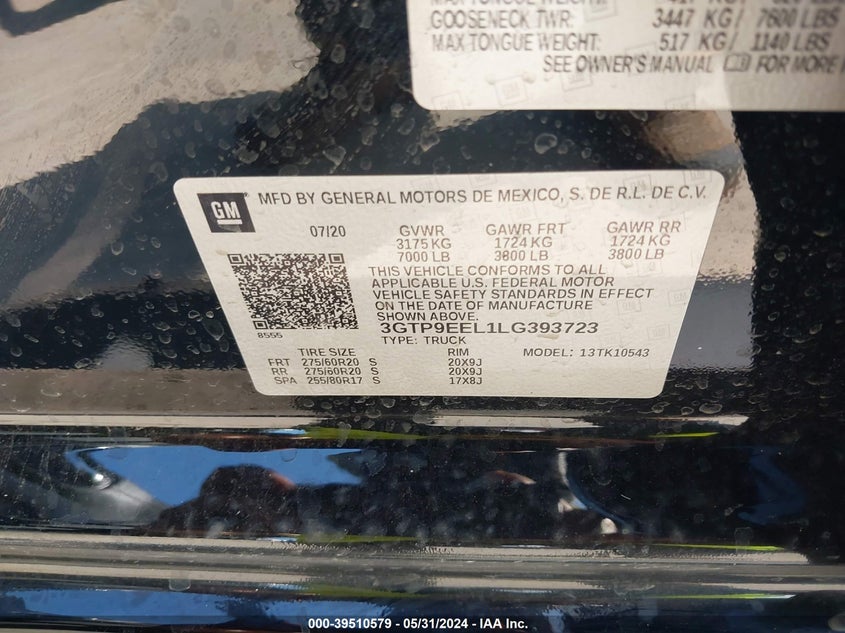 GOOSENECK TWR: 3447 KG / 7600 LBS
MAX TONGUE WEIGHT: 517 KG / 1140 LBS
SEE OWNER'S MANUAL FOR MORE
GM MFD BY GENERAL MOTORS DE MEXICO, S. DE R.L. DE C.V.
07/20 GVWR GAWR FRT GAWR RR
3175 KG 1724 KG 1724 KG
7000 LB 3800 LB 3800 LB
THIS VEHICLE CONFORMS TO ALL
APPLICABLE U.S. FEDERAL MOTOR
VEHICLE SAFETY STANDARDS IN EFFECT
ON THE DATE OF MANUFACTURE
3GTP9EEL1LG393723
8555 TYPE: TRUCK MODEL: 13TK10543
TIRE SIZE RIM
FRT 275/60R20 S 20X9J
RR 275/60R20 S 20X9J
SPA 255/80R17 S 17X8J
000-39510579 - 05/31/2024 - IAA Inc.